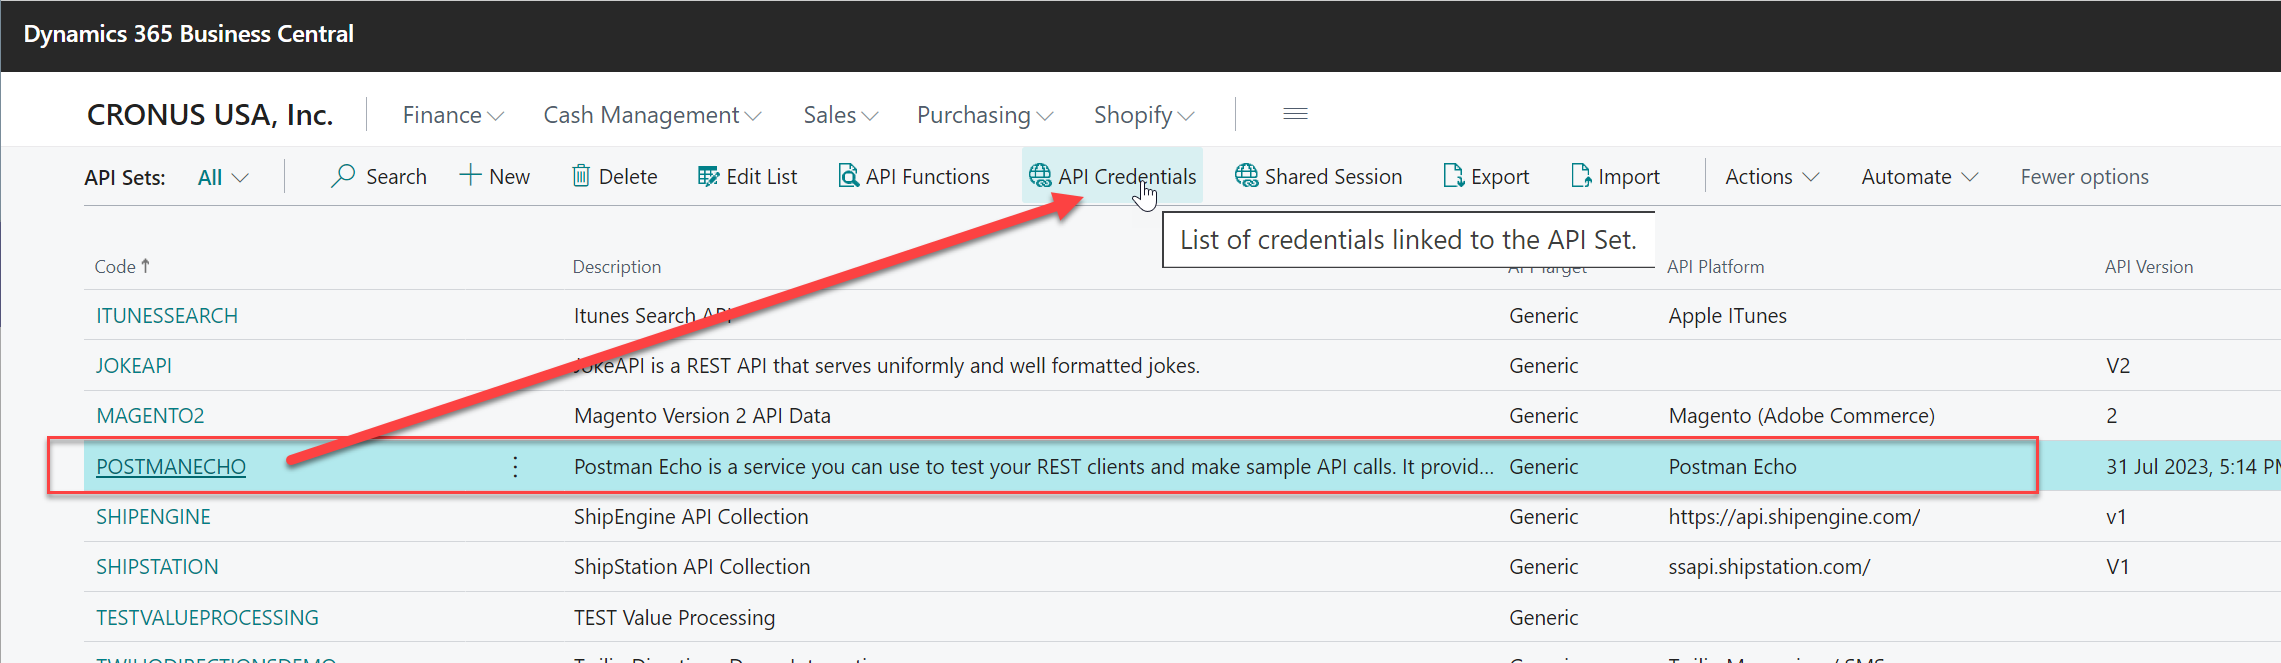 Dynamics 365 Business Central
CRONUS USA, Inc. Finance Cash Management Sales Purchasing Shopify
API Sets: All Search New Delete Edit List API Functions API Credentials Shared Session Export Import Actions Automate Fewer options
List of credentials linked to the API Set.
Code Description API Target API Platform API Version
ITUNESSEARCH Itunes Search API Generic Apple ITunes
JOKEAPI JokeAPI is a REST API that serves uniformly and well formatted jokes. Generic V2
MAGENTO2 Magento Version 2 API Data Generic Magento (Adobe Commerce) 2
POSTMANECHO Postman Echo is a service you can use to test your REST clients and make sample API calls. It provid... Generic Postman Echo 31 Jul 2023, 5:14 PM
SHIPENGINE ShipEngine API Collection Generic https://api.shipengine.com/ v1
SHIPSTATION ShipStation API Collection Generic ssapi.shipstation.com/ V1
TESTVALUEPROCESSING TEST Value Processing Generic